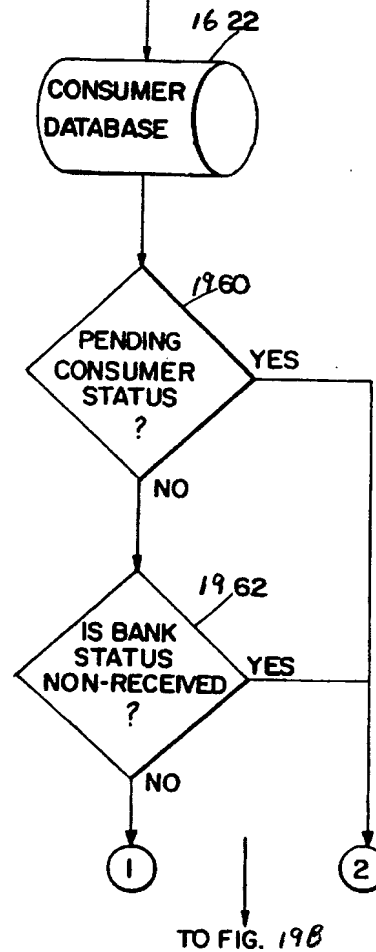 1622
CONSUMER
DATABASE
1960
PENDING
CONSUMER
STATUS
?
YES
NO
1962
IS BANK
STATUS
NON-RECEIVED
?
YES
NO
1
2
TO FIG. 19B